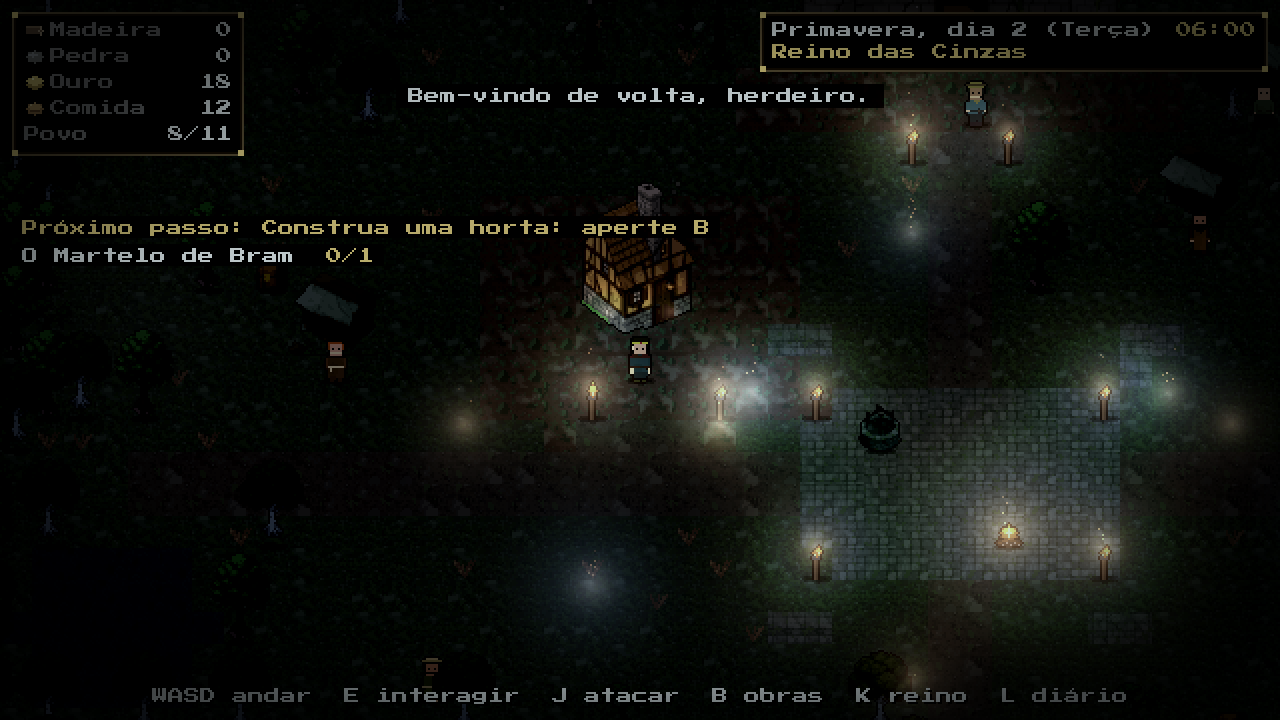 Madeira 0
Pedra 0
Ouro 18
Comida 12
Povo 8/11
Primavera, dia 2 (Terça) 06:00
Reino das Cinzas
Bem-vindo de volta, herdeiro.
Próximo passo: Construa uma horta: aperte B
O Martelo de Bram 0/1
WASD andar E interagir J atacar B obras K reino L diário